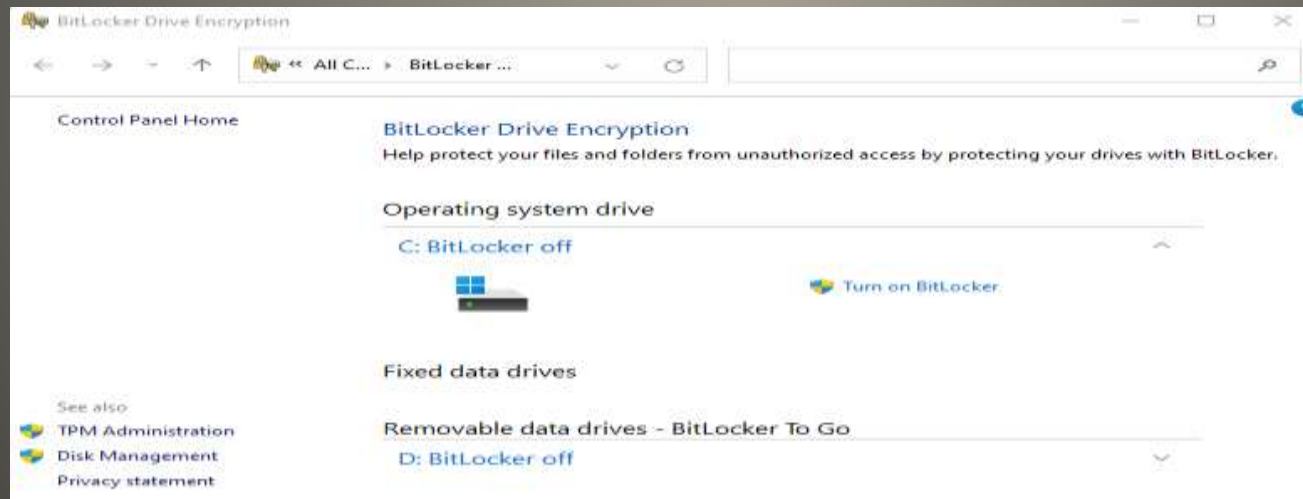 BitLocker Drive Encryption
« All C... › BitLocker ...
Control Panel Home
BitLocker Drive Encryption
Help protect your files and folders from unauthorized access by protecting your drives with BitLocker.
Operating system drive
C: BitLocker off
Turn on BitLocker
Fixed data drives
Removable data drives - BitLocker To Go
D: BitLocker off
See also
TPM Administration
Disk Management
Privacy statement